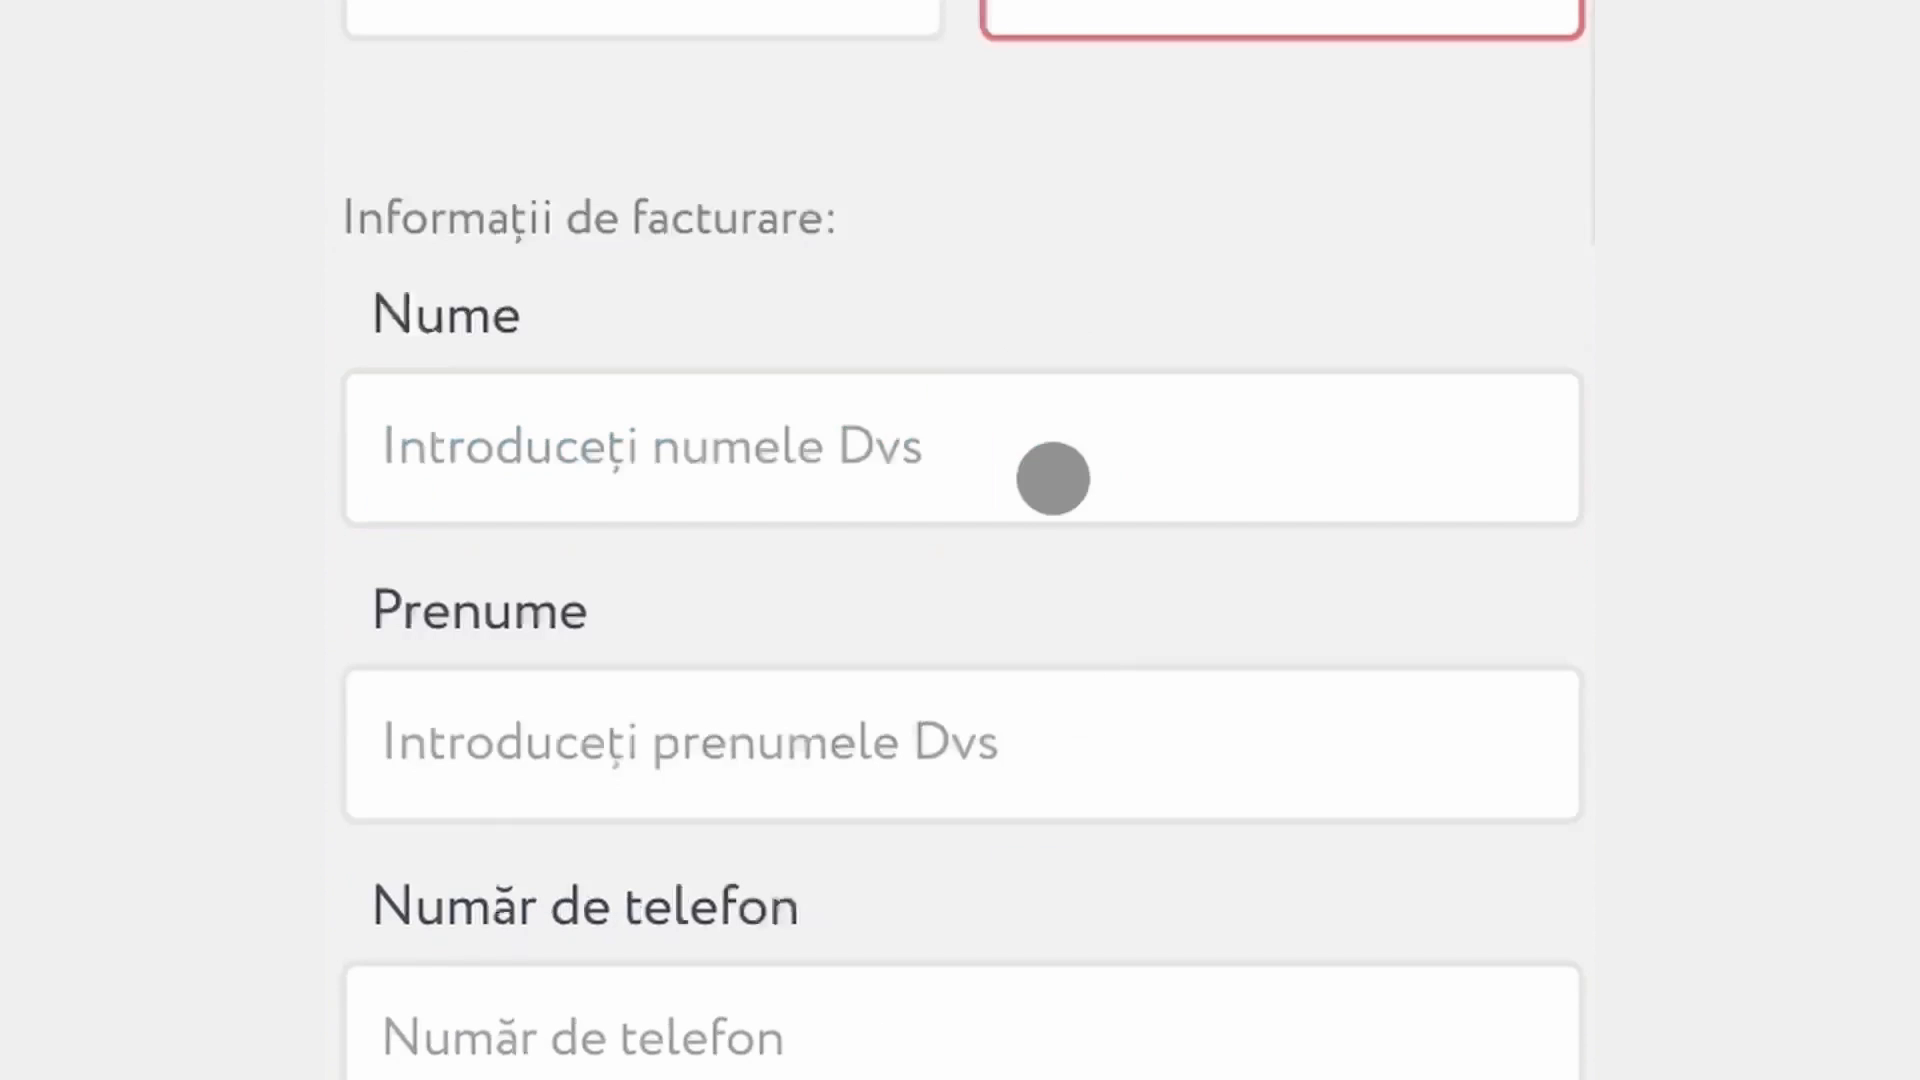 Informații de facturare:
Nume
Introduceți numele Dvs
Prenume
Introduceți prenumele Dvs
Număr de telefon
Număr de telefon